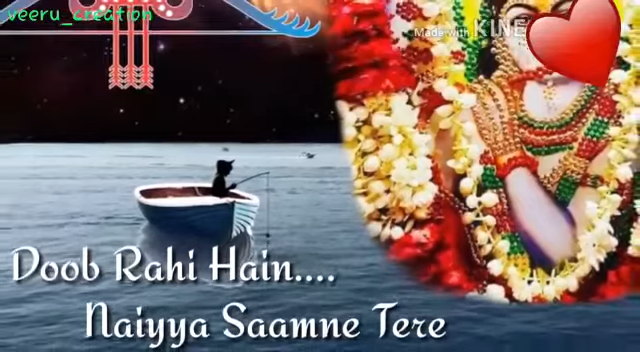 veeru_creation
Made with KINE
Doob Rahi Hain....
Naiyya Saamne Tere